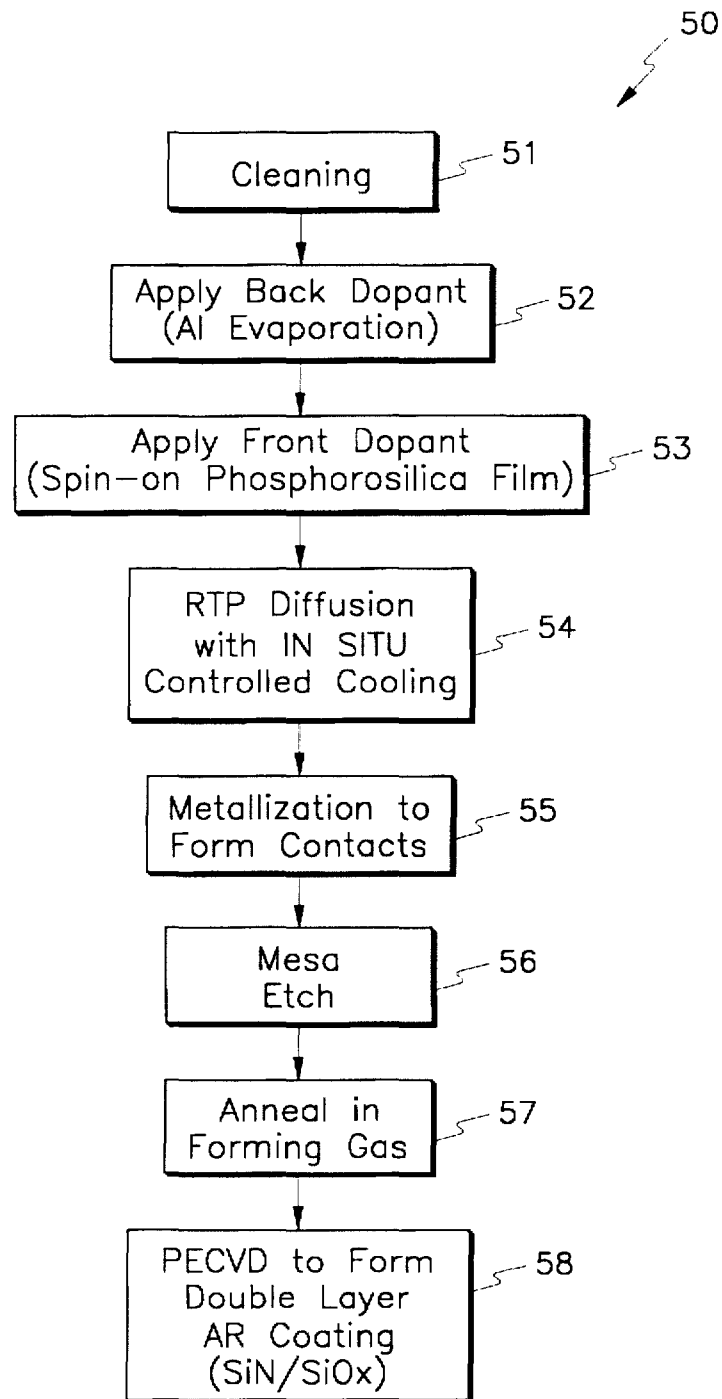 50
Cleaning
51
Apply Back Dopant
(Al Evaporation)
52
Apply Front Dopant
(Spin-on Phosphorosilica Film)
53
RTP Diffusion
with IN SITU
Controlled Cooling
54
Metallization to
Form Contacts
55
Mesa
Etch
56
Anneal in
Forming Gas
57
PECVD to Form
Double Layer
AR Coating
(SiN/SiOx)
58